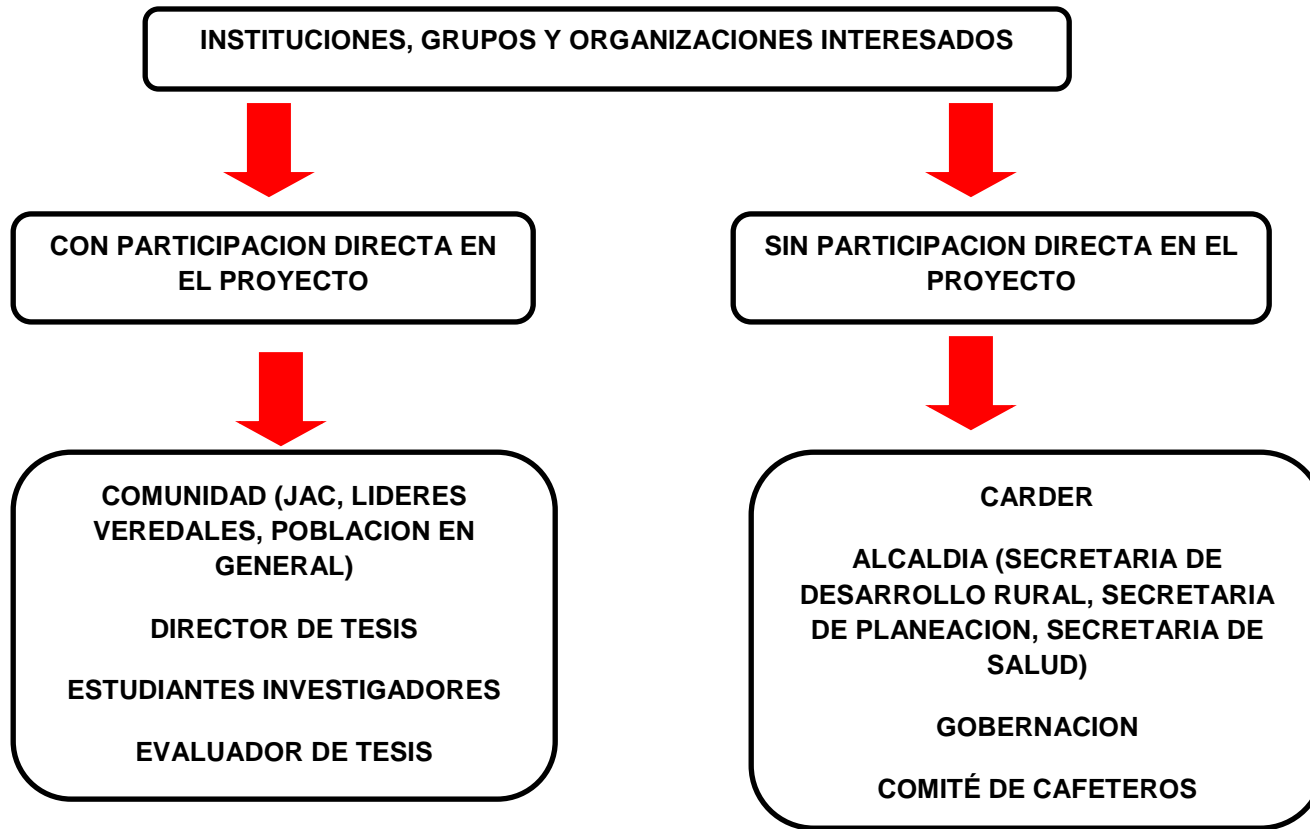 INSTITUCIONES, GRUPOS Y ORGANIZACIONES INTERESADOS
CON PARTICIPACION DIRECTA EN
EL PROYECTO
SIN PARTICIPACION DIRECTA EN EL
PROYECTO
COMUNIDAD (JAC, LIDERES
VEREDALES, POBLACION EN
GENERAL)
DIRECTOR DE TESIS
ESTUDIANTES INVESTIGADORES
EVALUADOR DE TESIS
CARDER
ALCALDIA (SECRETARIA DE
DESARROLLO RURAL, SECRETARIA
DE PLANEACION, SECRETARIA DE
SALUD)
GOBERNACION
COMITÉ DE CAFETEROS